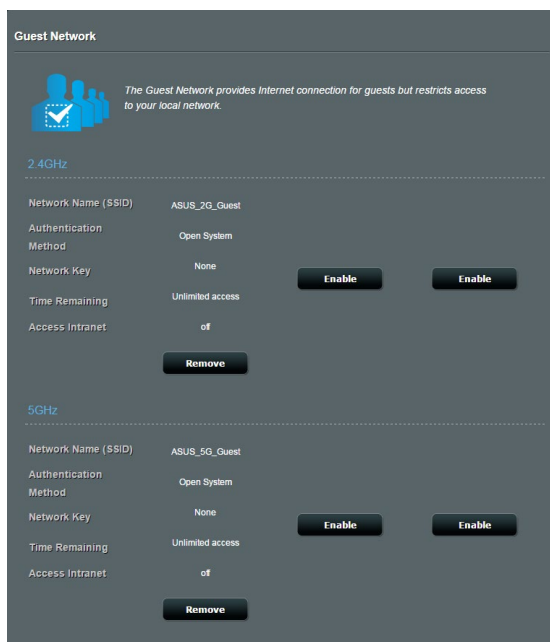 Guest Network
The Guest Network provides Internet connection for guests but restricts access
to your local network.
2.4GHz
Network Name (SSID) ASUS_2G_Guest
Authentication
Method Open System
Network Key None
Enable Enable
Time Remaining Unlimited access
Access Intranet off
Remove
5GHz
Network Name (SSID) ASUS_5G_Guest
Authentication
Method Open System
Network Key None
Enable Enable
Time Remaining Unlimited access
Access Intranet off
Remove